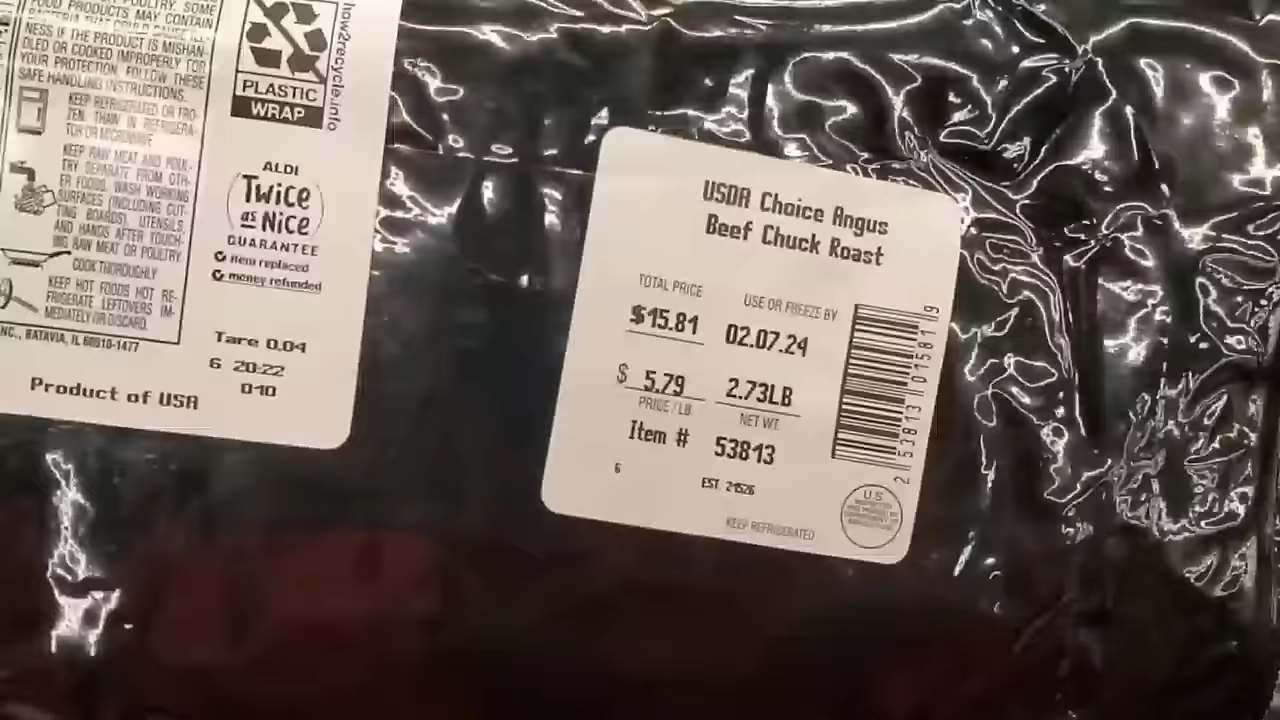 POULTRY. SOME
FOOD PRODUCTS MAY CONTAIN
NESS IF THE PRODUCT IS MISHAN-
DLED OR COOKED IMPROPERLY FOR
YOUR PROTECTION, FOLLOW THESE
SAFE HANDLING INSTRUCTIONS.
KEEP REFRIGERATED OR FRO-
ZEN. THAW IN REFRIGERA-
TOR OR MICROWAVE
KEEP RAW MEAT AND POUL-
TRY SEPARATE FROM OTH-
ER FOODS. WASH WORKING
SURFACES (INCLUDING CUT-
TING BOARDS), UTENSILS,
AND HANDS AFTER TOUCH-
ING RAW MEAT OR POULTRY.
COOK THOROUGHLY
KEEP HOT FOODS HOT. RE-
FRIGERATE LEFTOVERS IM-
MEDIATELY OR DISCARD.
NC., BATAVIA, IL 60510-1477
Product of USA
how2recycle.info
PLASTIC
WRAP
ALDI
Twice
as Nice
GUARANTEE
item replaced
money refunded
Tare 0.04
6 20:22
010
USDA Choice Angus
Beef Chuck Roast
TOTAL PRICE
USE OR FREEZE BY
$15.81
02.07.24
$ 5.79
2.73LB
PRICE / LB.
NET WT.
Item #
53813
6
EST. 21526
KEEP REFRIGERATED
2 53813 01581 9
U.S.